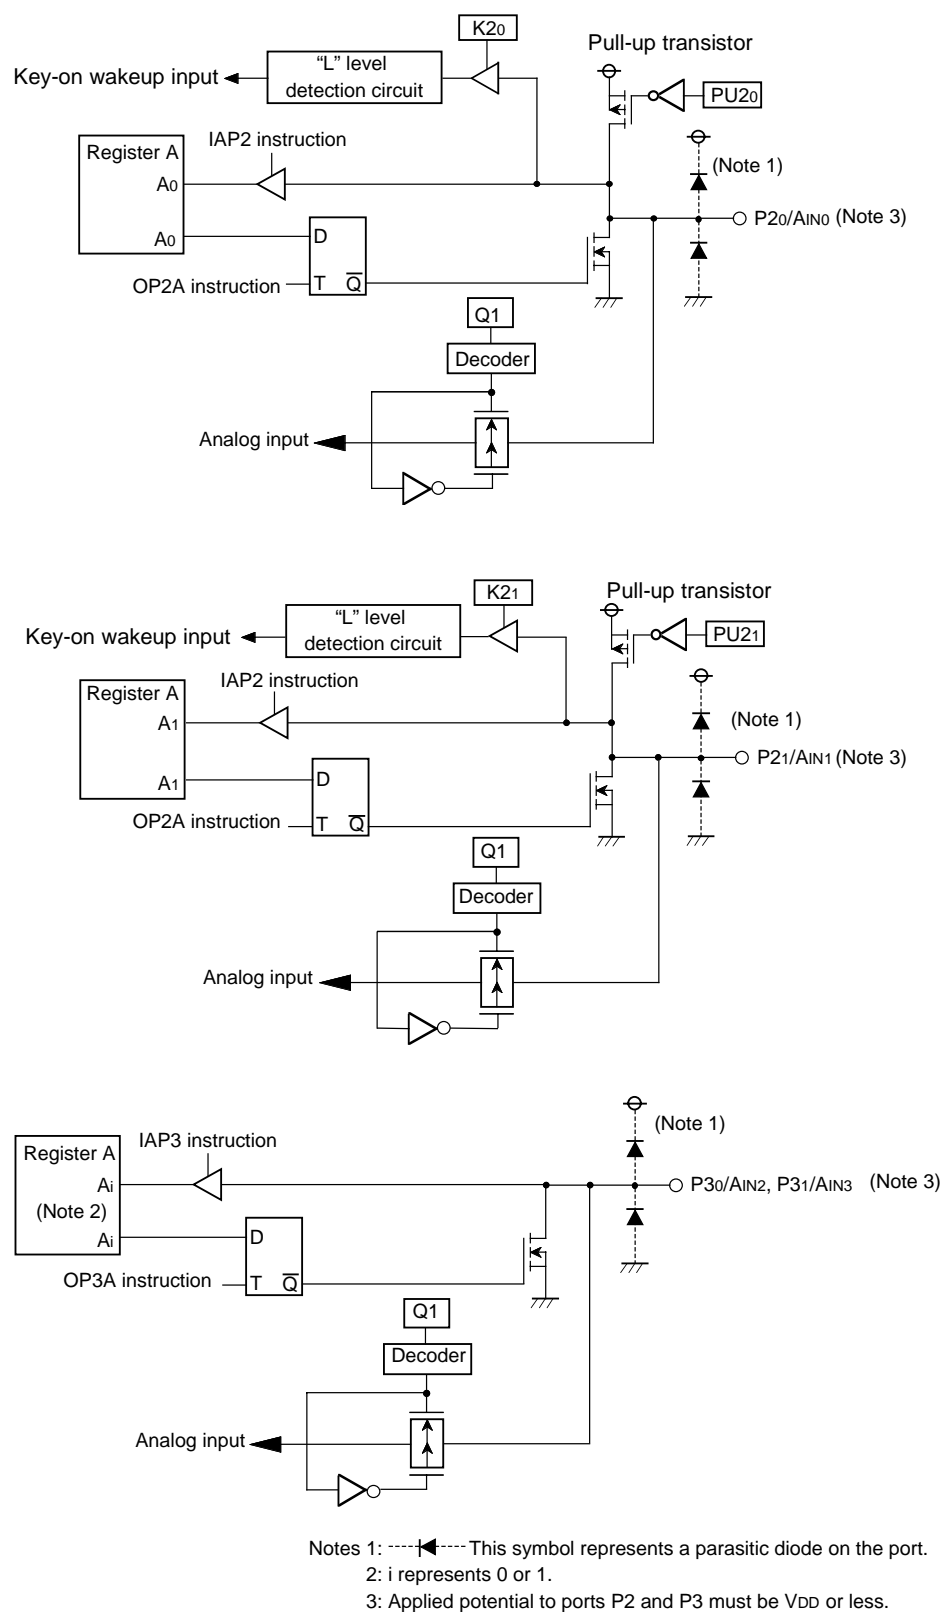 K20
Pull-up transistor
Key-on wakeup input
“L” level
detection circuit
PU20
IAP2 instruction
Register A
(Note 1)
A0
P20/AIN0 (Note 3)
A0
D
OP2A instruction
T Q
Q1
Decoder
Analog input
K21
Pull-up transistor
Key-on wakeup input
“L” level
detection circuit
PU21
IAP2 instruction
Register A
(Note 1)
A1
P21/AIN1 (Note 3)
A1
D
OP2A instruction
T Q
Q1
Decoder
Analog input
IAP3 instruction
(Note 1)
Register A
Ai
P30/AIN2, P31/AIN3 (Note 3)
(Note 2)
Ai
D
OP3A instruction
T Q
Q1
Decoder
Analog input
Notes 1: This symbol represents a parasitic diode on the port.
2: i represents 0 or 1.
3: Applied potential to ports P2 and P3 must be VDD or less.